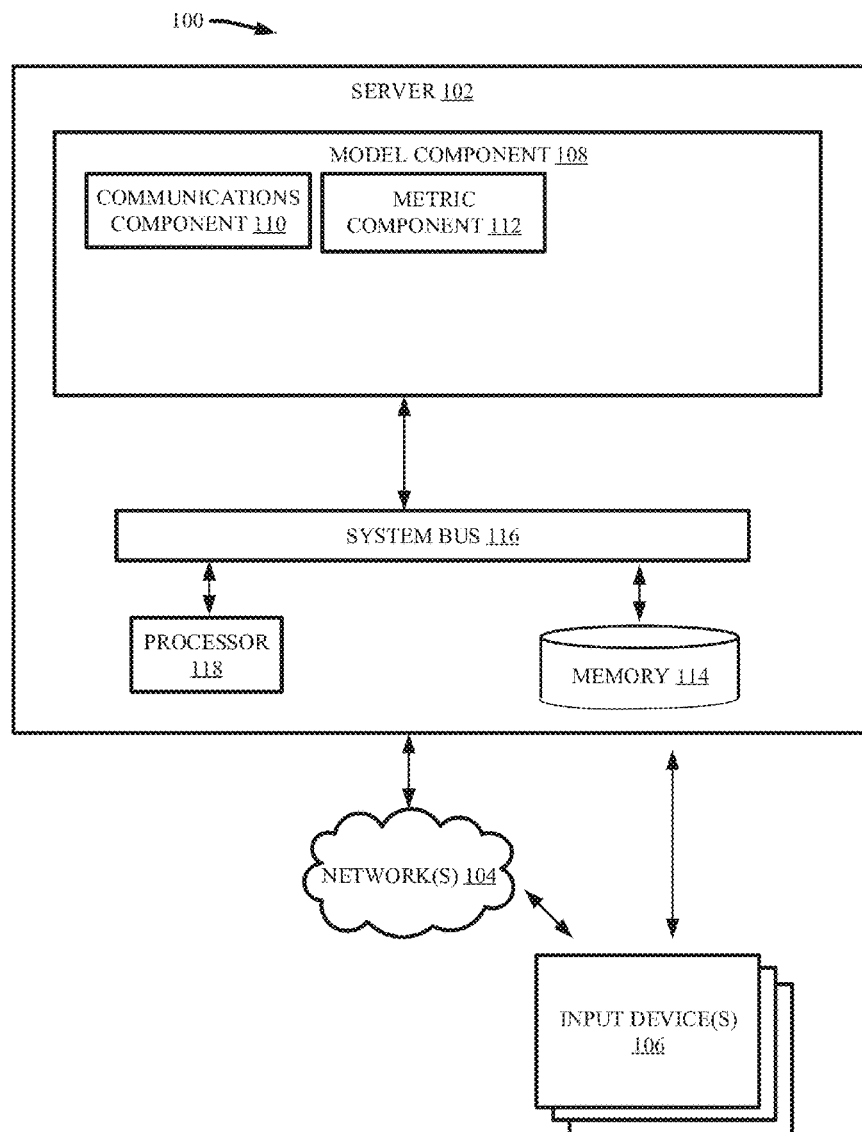 100
SERVER 102
MODEL COMPONENT 108
COMMUNICATIONS
COMPONENT 110
METRIC
COMPONENT 112
SYSTEM BUS 116
PROCESSOR
118
MEMORY 114
NETWORK(S) 104
INPUT DEVICE(S)
106